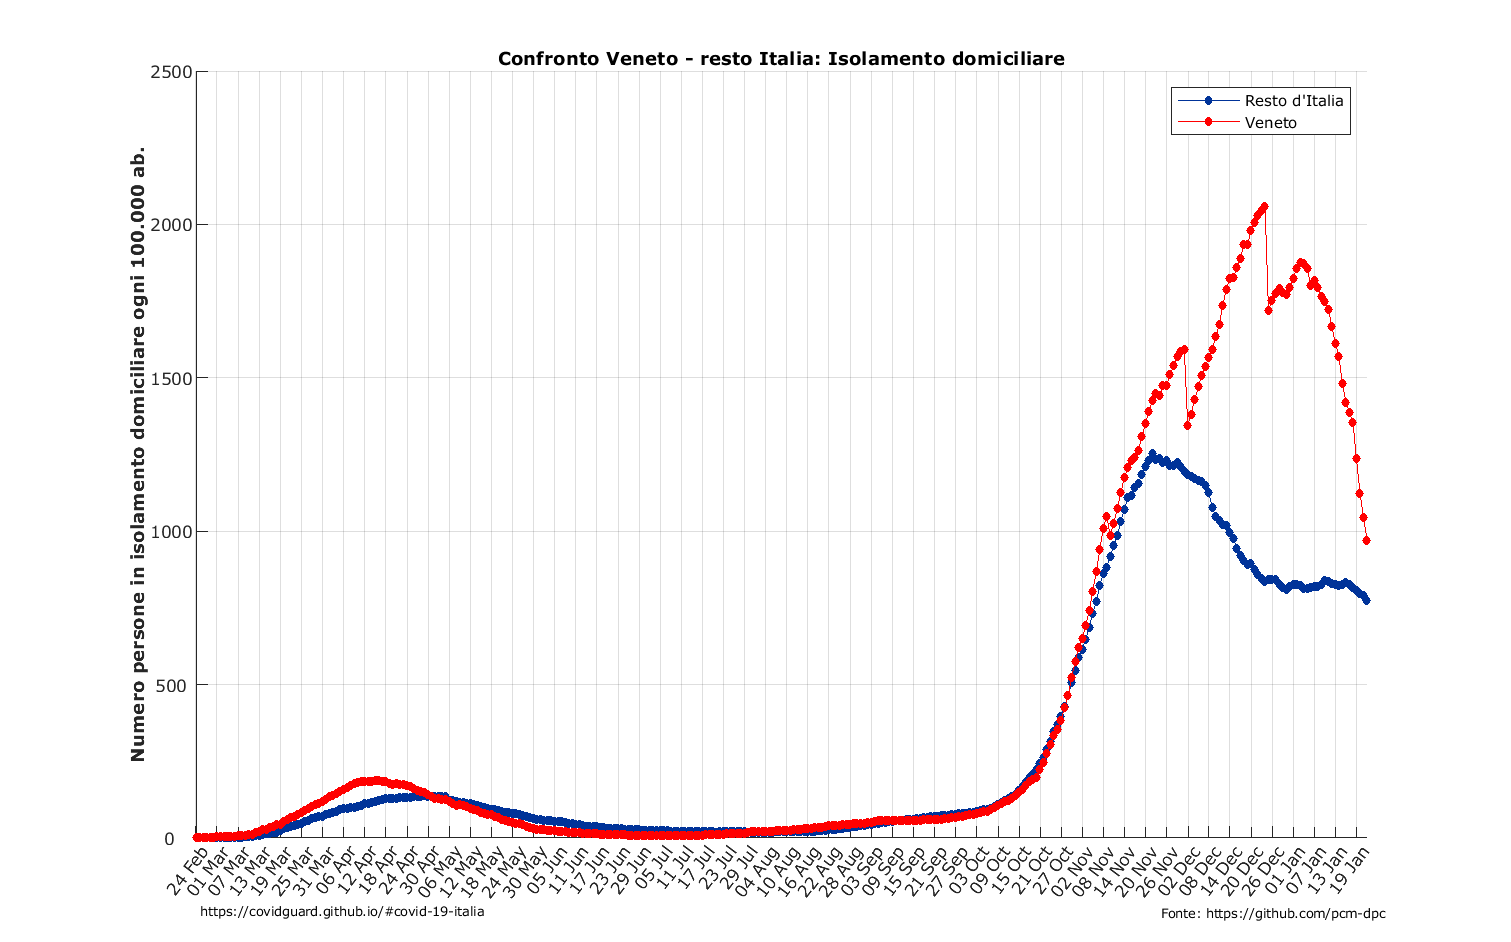 Confronto Veneto - resto Italia: Isolamento domiciliare
Resto d'Italia
Veneto
Numero persone in isolamento domiciliare ogni 100.000 ab.
2500
2000
1500
1000
500
0
24 Feb
01 Mar
07 Mar
13 Mar
19 Mar
25 Mar
31 Mar
06 Apr
12 Apr
18 Apr
24 Apr
30 Apr
06 May
12 May
18 May
24 May
30 May
05 Jun
11 Jun
17 Jun
23 Jun
29 Jun
05 Jul
11 Jul
17 Jul
23 Jul
29 Jul
04 Aug
10 Aug
16 Aug
22 Aug
28 Aug
03 Sep
09 Sep
15 Sep
21 Sep
27 Sep
03 Oct
09 Oct
15 Oct
21 Oct
27 Oct
02 Nov
08 Nov
14 Nov
20 Nov
26 Nov
02 Dec
08 Dec
14 Dec
20 Dec
26 Dec
01 Jan
07 Jan
13 Jan
19 Jan
https://covidguard.github.io/#covid-19-italia
Fonte: https://github.com/pcm-dpc